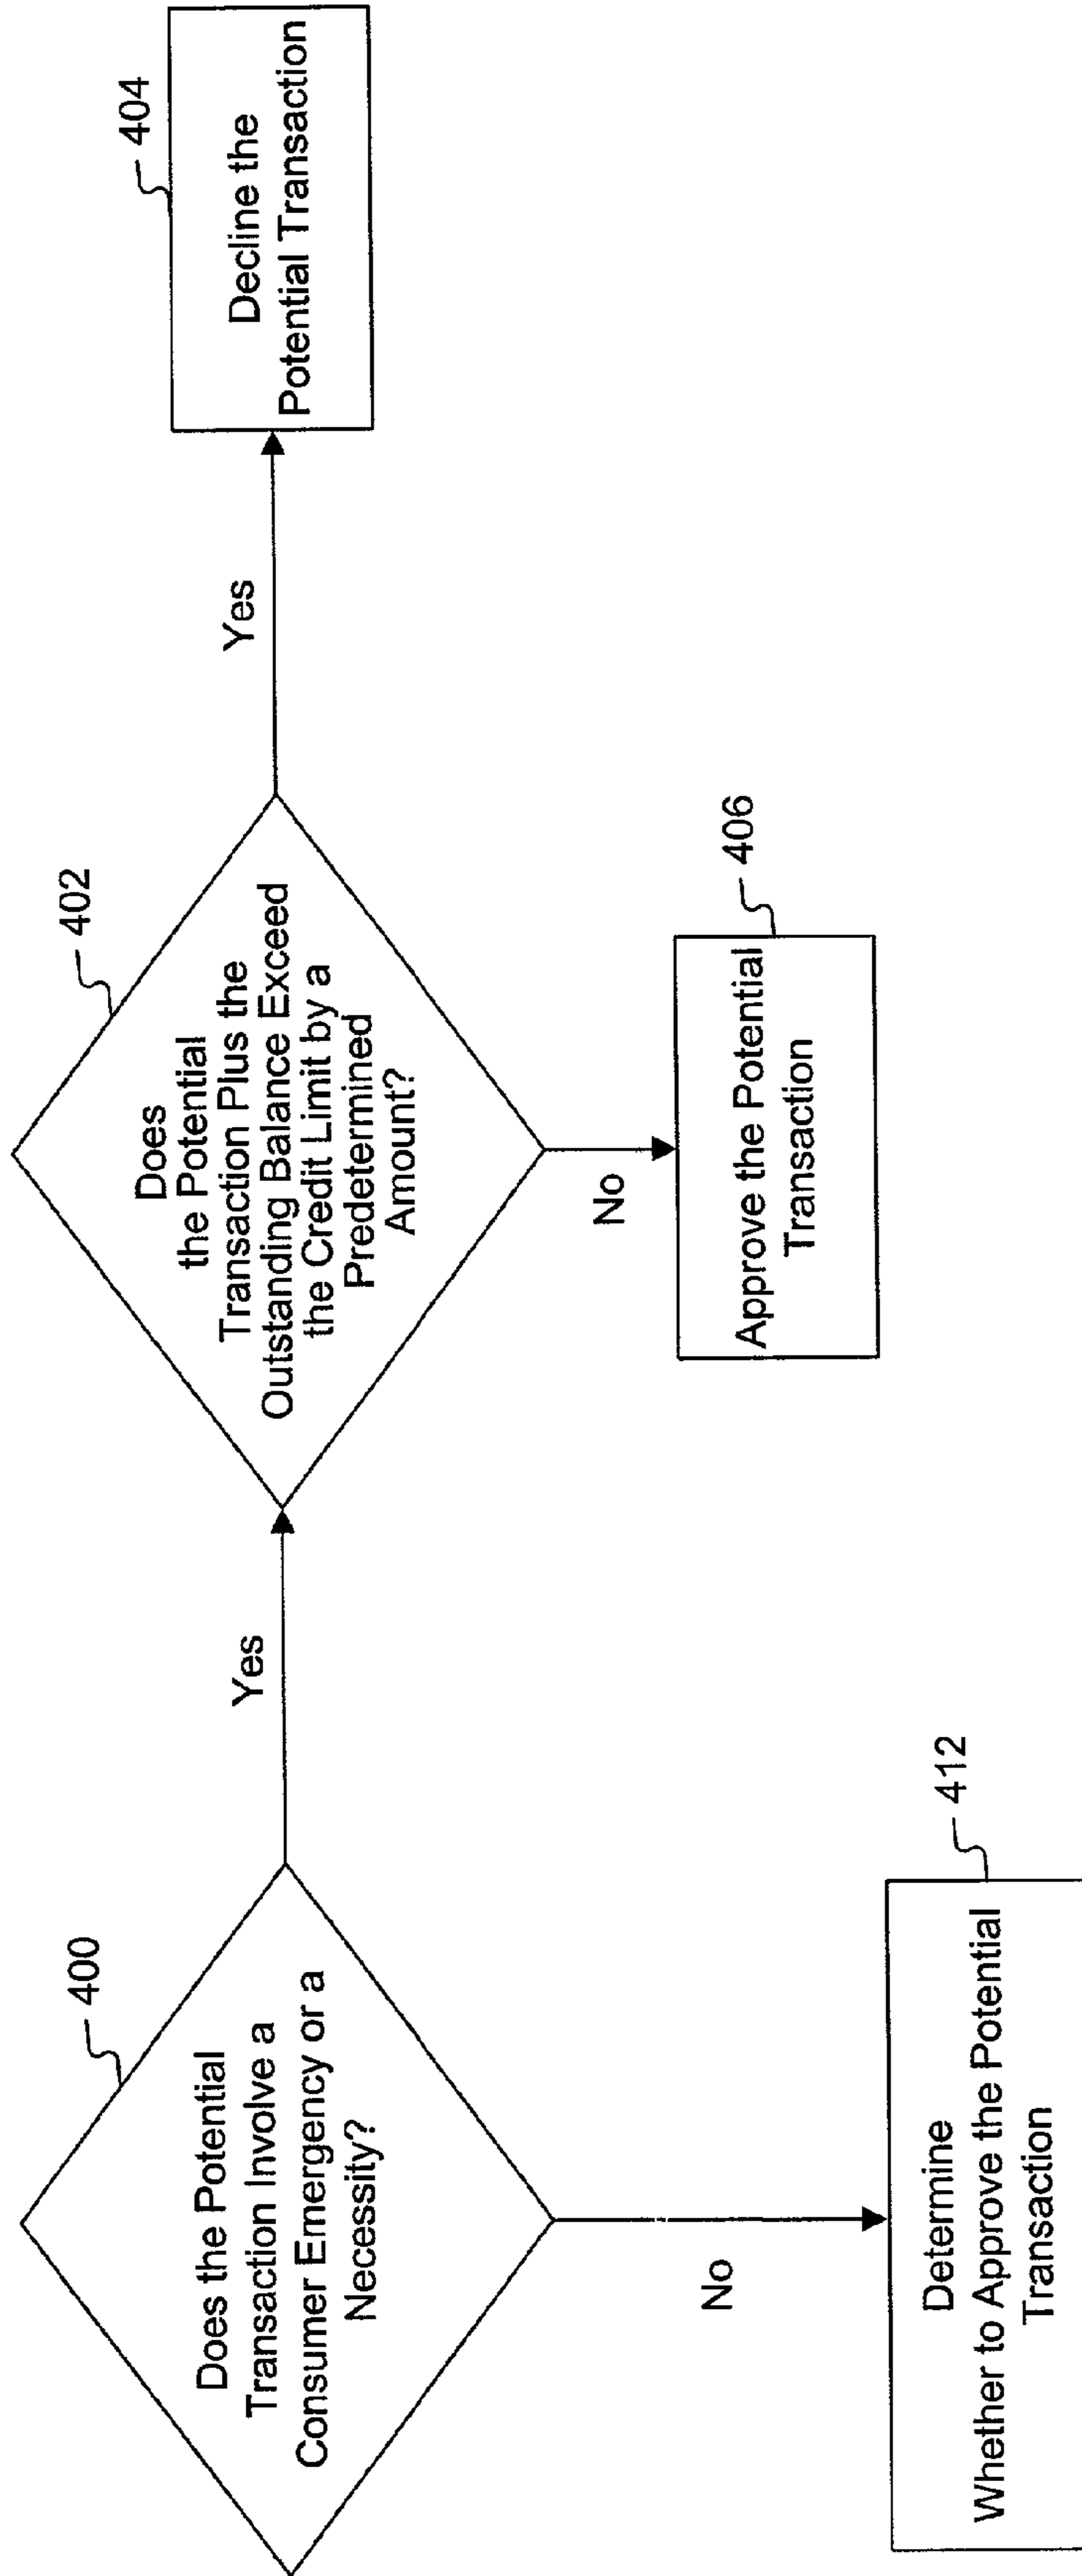 400
Does the Potential
Transaction Involve a
Consumer Emergency or a
Necessity?
Yes
402
Does
the Potential
Transaction Plus the
Outstanding Balance Exceed
the Credit Limit by a
Predetermined
Amount?
Yes
404
Decline the
Potential Transaction
No
406
Approve the Potential
Transaction
No
412
Determine
Whether to Approve the Potential
Transaction